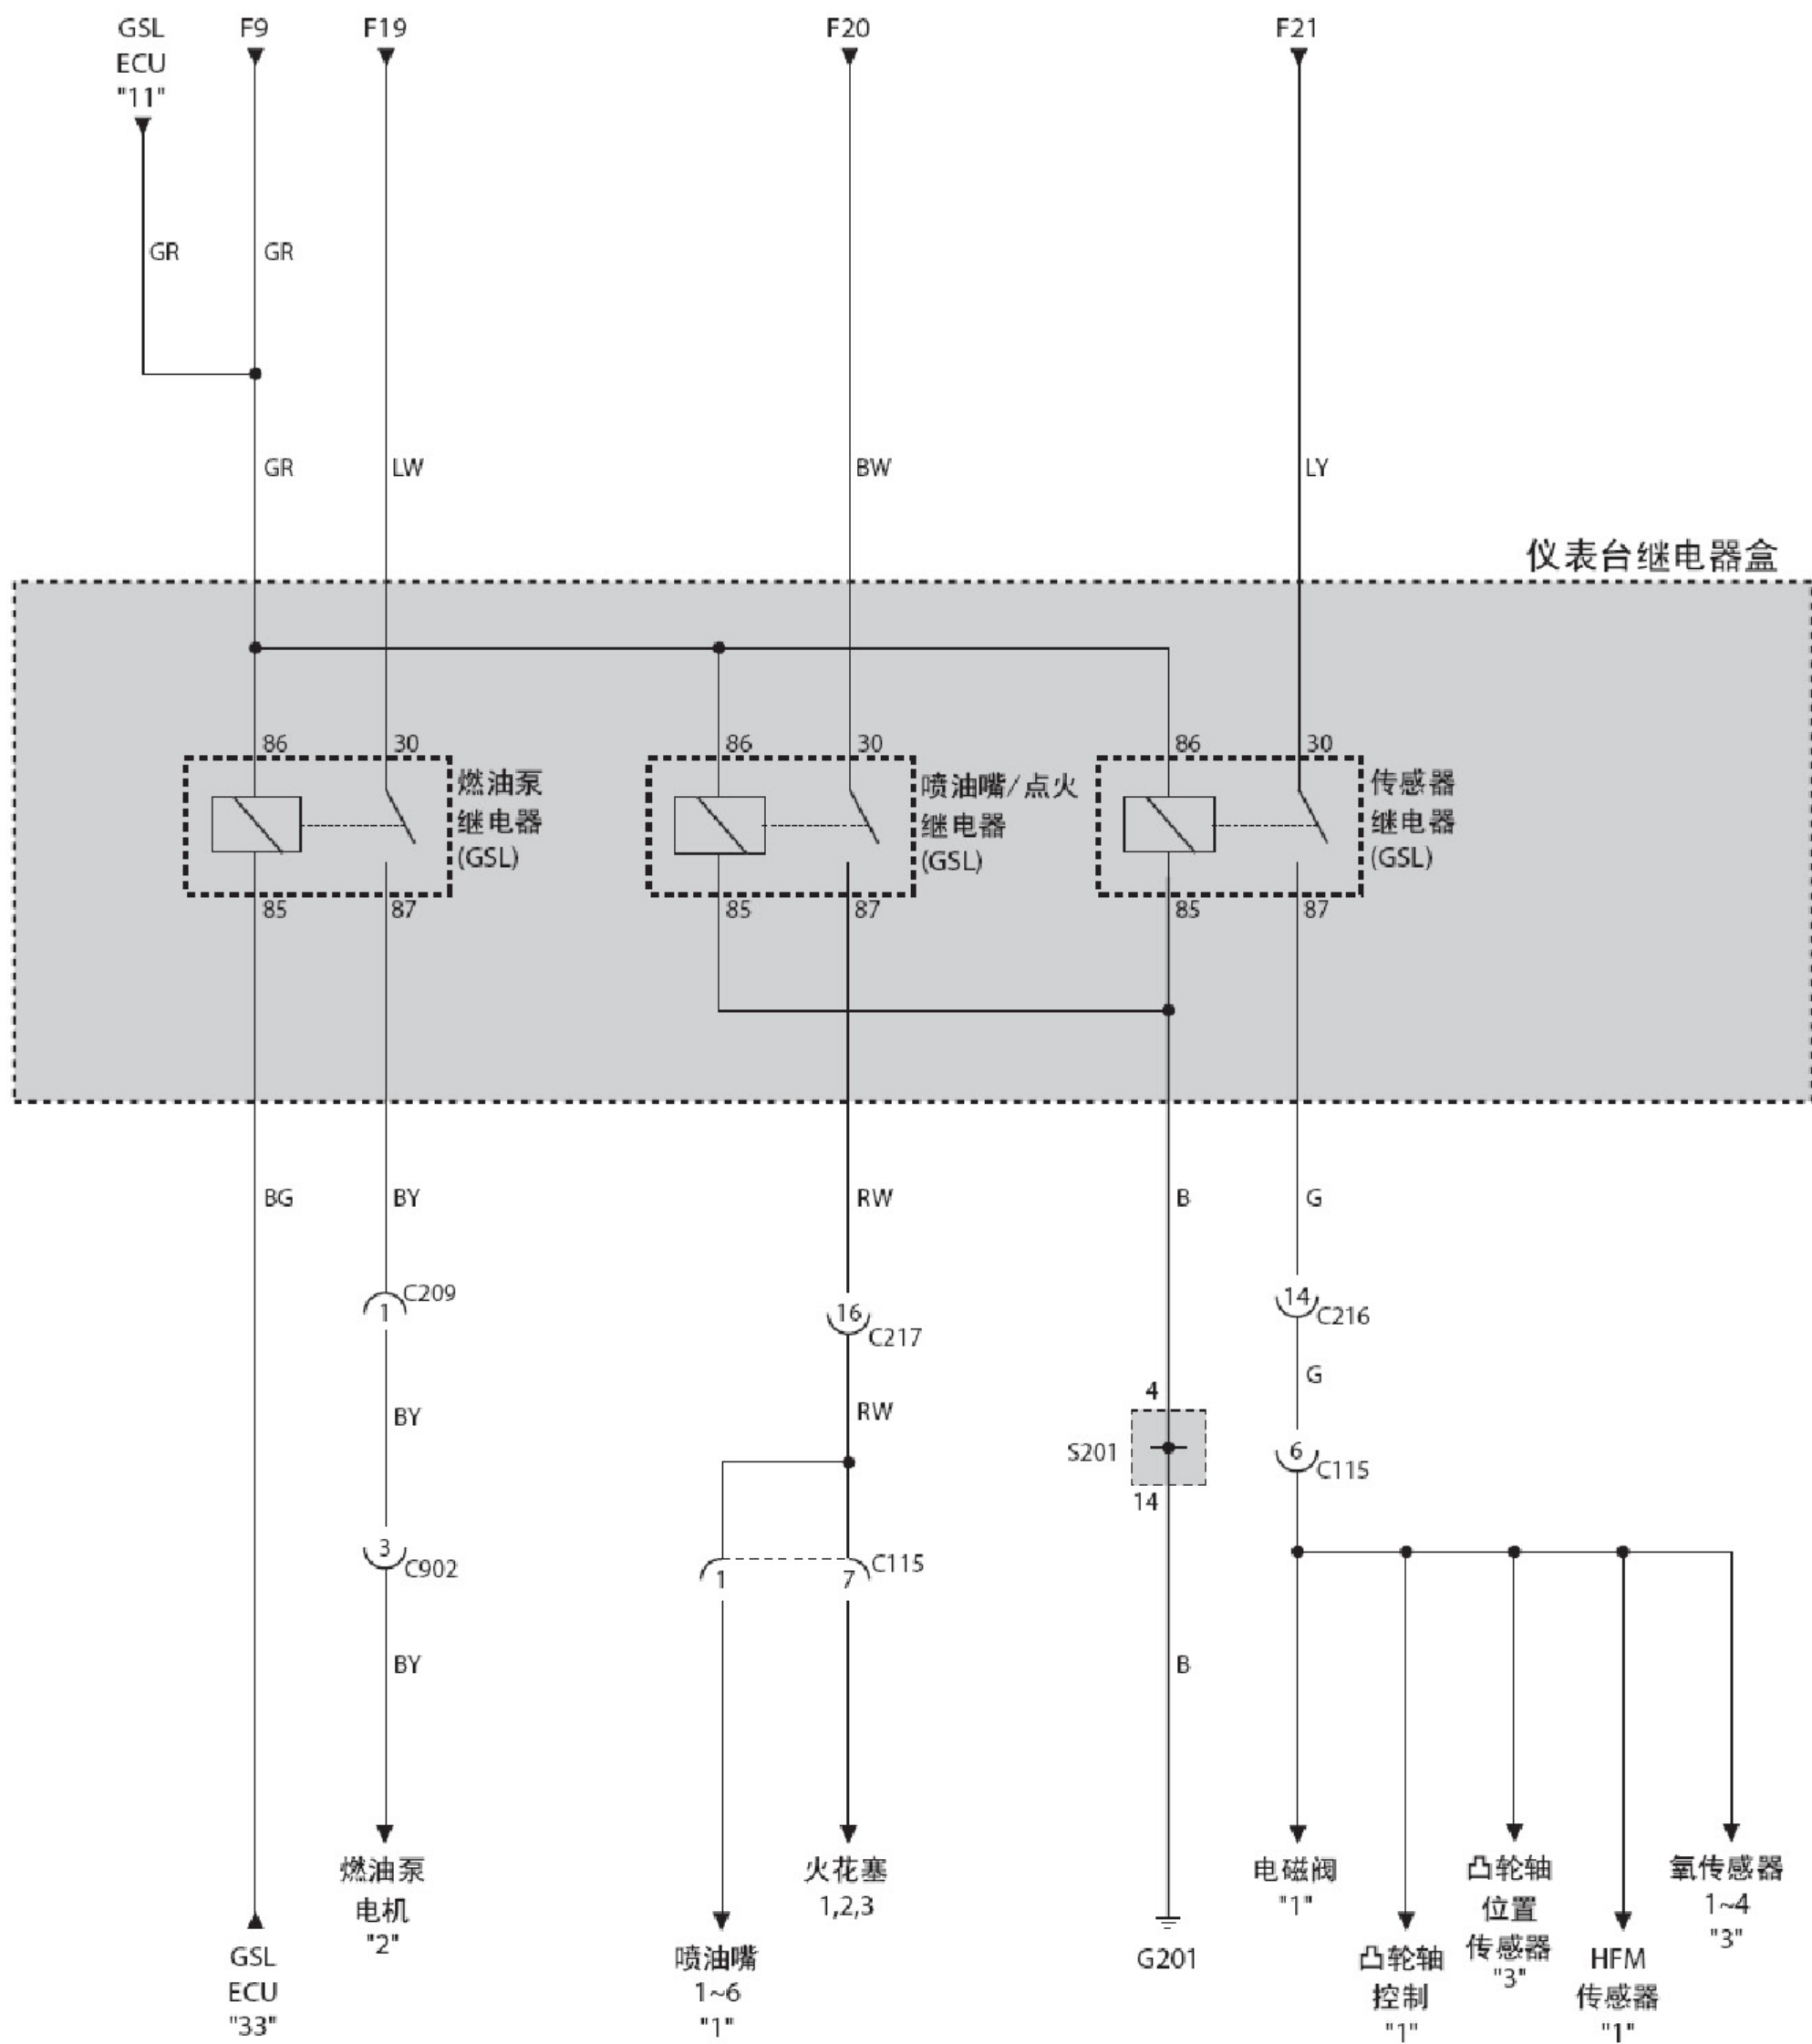 GSL
ECU
"11"
F9
F19
F20
F21
GR
GR
GR
LW
BW
LY
仪表台继电器盒
86
30
86
30
86
30
燃油泵
继电器
(GSL)
喷油嘴/点火
继电器
(GSL)
传感器
继电器
(GSL)
85
87
85
87
85
87
BG
BY
RW
B
G
1
C209
16
C217
14
C216
G
BY
RW
4
S201
14
6
C115
3
C902
1
7
C115
BY
B
燃油泵
电机
"2"
火花塞
1,2,3
电磁阀
"1"
凸轮轴
位置
传感器
"3"
氧传感器
1~4
"3"
GSL
ECU
"33"
喷油嘴
1~6
"1"
G201
凸轮轴
控制
"1"
HFM
传感器
"1"